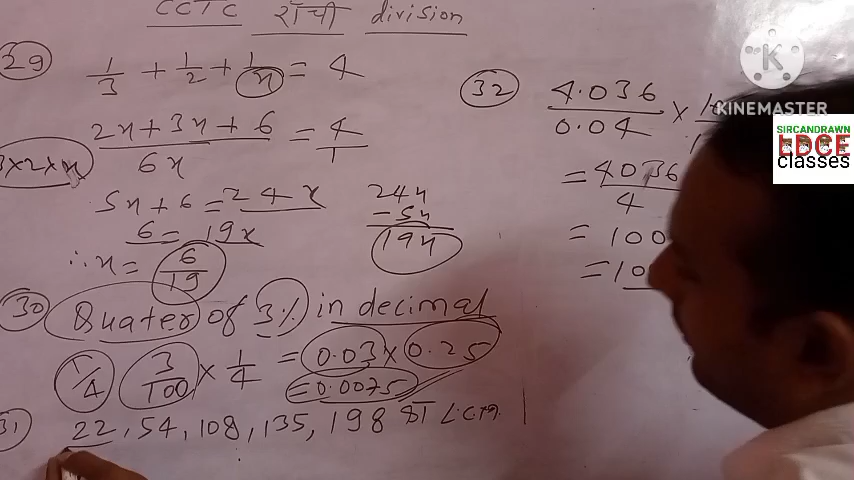 CCTC राँची division
29 1/3 + 1/2 + 1/x = 4
2x+3x+6/6x = 4/1
3x2xx
5x+6 = 24x
6 = 19x
∴x = 6/19
24x
-5x
19x
30 Quater of 3% in decimal
1/4 3/100 × 1/4 = 0.03 × 0.25
= 0.0075
31 22, 54, 108, 135, 198 का L.C.M.
32 4.036/0.04 ×
= 4036/4
= 100
= 10
KINEMASTER
SIRCANDRAWN
EDCE
classes